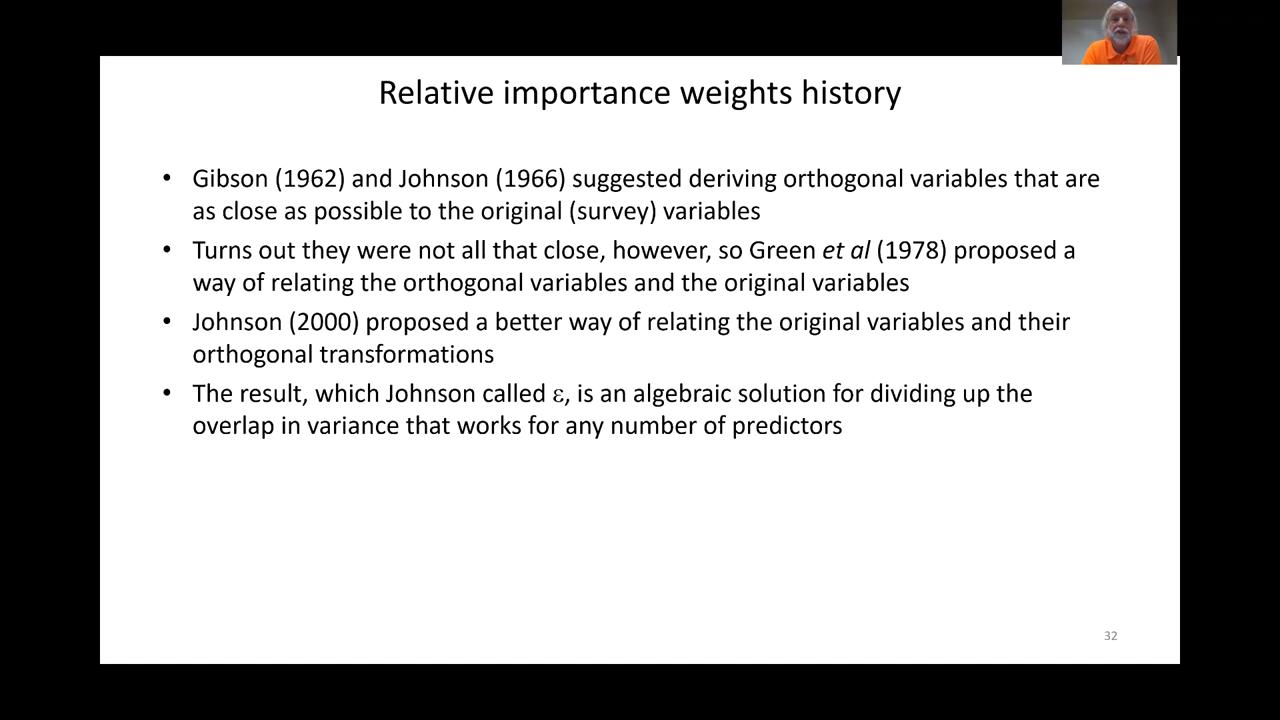 Relative importance weights history
• Gibson (1962) and Johnson (1966) suggested deriving orthogonal variables that are
as close as possible to the original (survey) variables
• Turns out they were not all that close, however, so Green et al (1978) proposed a
way of relating the orthogonal variables and the original variables
• Johnson (2000) proposed a better way of relating the original variables and their
orthogonal transformations
• The result, which Johnson called ε, is an algebraic solution for dividing up the
overlap in variance that works for any number of predictors
32